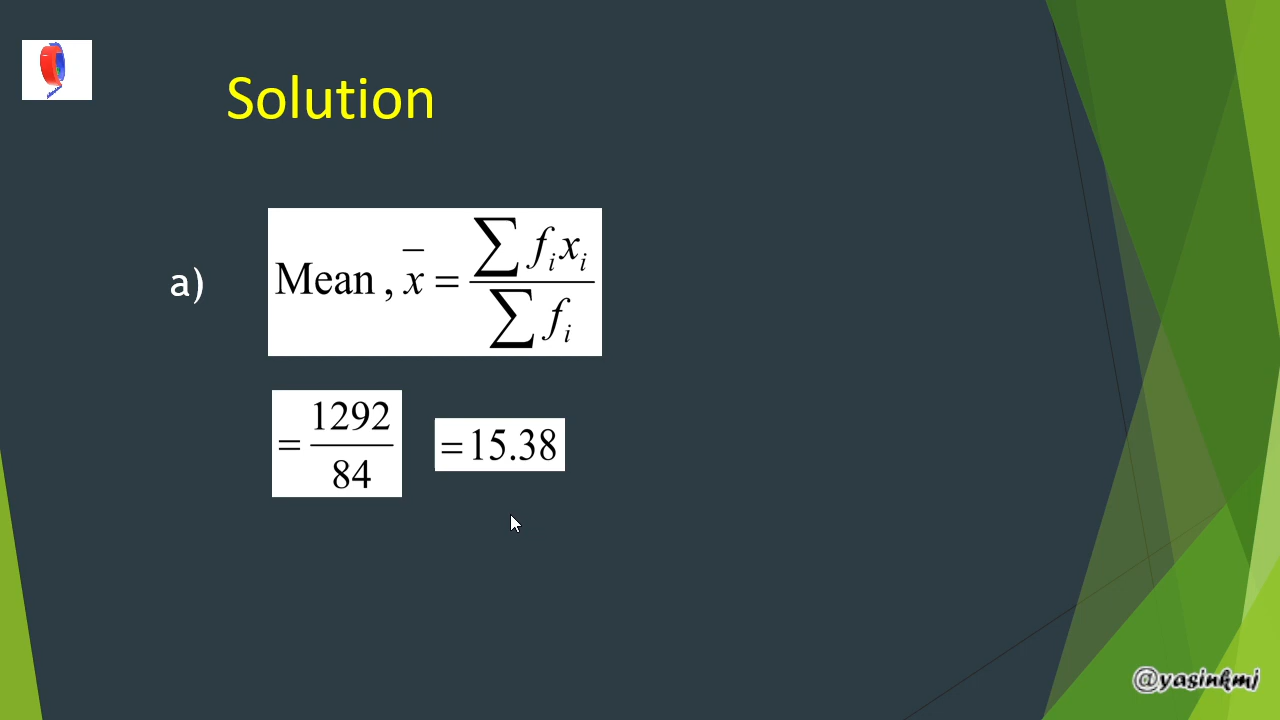 Solution
a) Mean , x̄ = ∑ fᵢxᵢ / ∑ fᵢ
= 1292 / 84 = 15.38
@yasinkmj